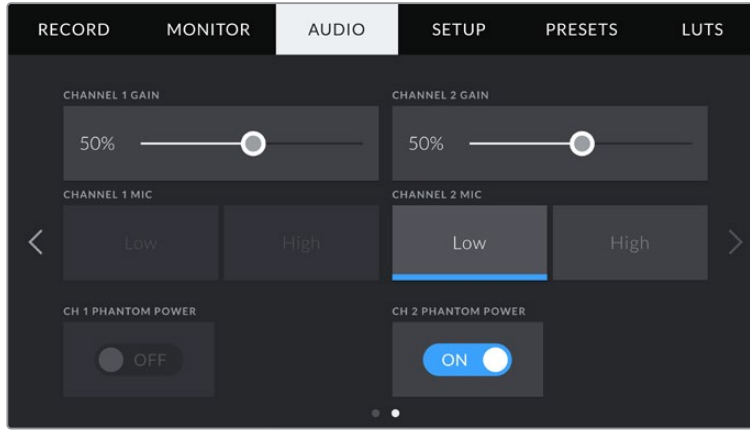 RECORD MONITOR AUDIO SETUP PRESETS LUTS
CHANNEL 1 GAIN CHANNEL 2 GAIN
50% 50%
CHANNEL 1 MIC CHANNEL 2 MIC
Low High Low High
CH 1 PHANTOM POWER CH 2 PHANTOM POWER
OFF ON